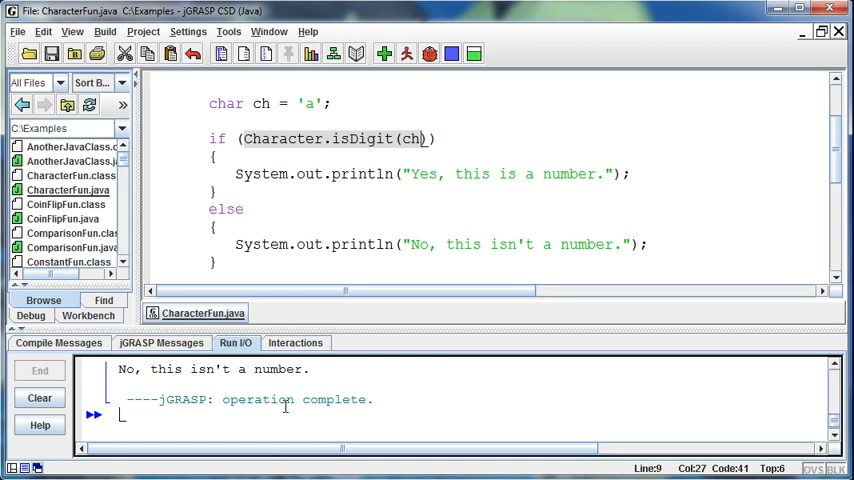 File: CharacterFun.java  C:\Examples - jGRASP CSD (Java)
File Edit View Build Project Settings Tools Window Help
All Files Sort B...
C:\Examples
AnotherJavaClass.c
AnotherJavaClass.ja
CharacterFun.class
CharacterFun.java
CoinFlipFun.class
CoinFlipFun.java
ComparisonFun.class
ComparisonFun.java
ConstantFun.class
Browse Find
Debug Workbench
char ch = 'a';
if (Character.isDigit(ch))
{
System.out.println("Yes, this is a number.");
}
else
{
System.out.println("No, this isn't a number.");
}
CharacterFun.java
Compile Messages jGRASP Messages Run I/O Interactions
End
Clear
Help
No, this isn't a number.
----jGRASP: operation complete.
Line:9 Col:27 Code:41 Top:6 OVS BLK